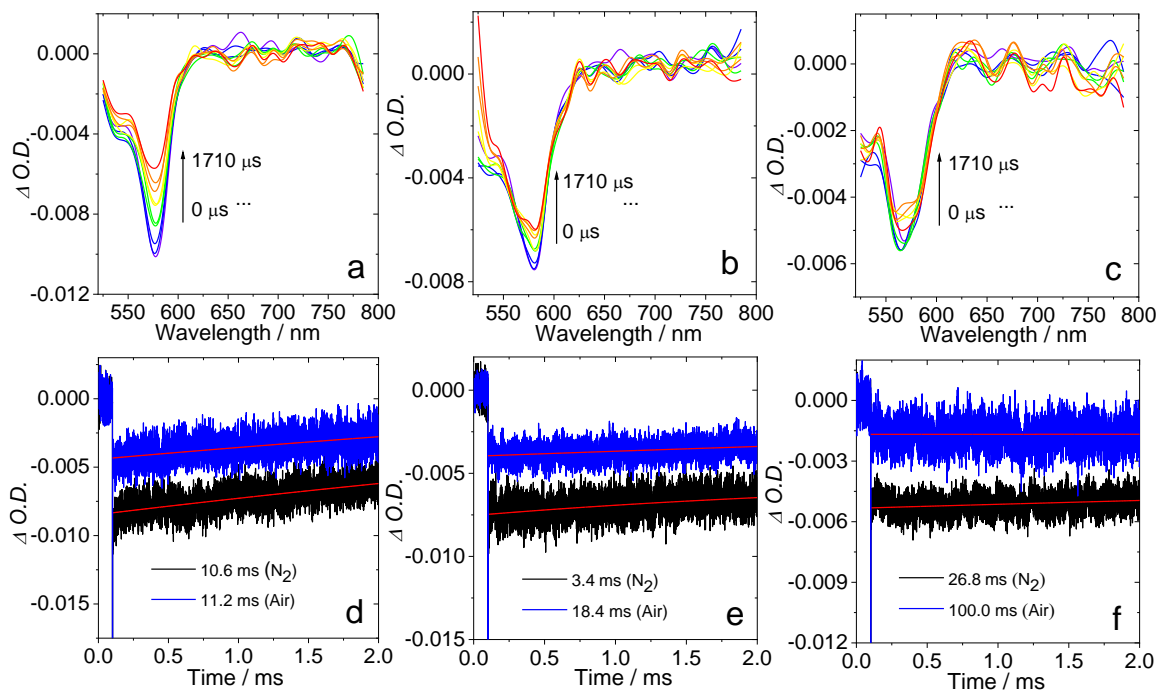 0.000
-0.004
-0.008
-0.012
Δ O.D.
1710 μs
0 μs ...
a
550 600 650 700 750 800
Wavelength / nm
0.000
-0.004
-0.008
Δ O.D.
1710 μs
...
0 μs
b
550 600 650 700 750 800
Wavelength / nm
0.000
-0.002
-0.004
-0.006
Δ O.D.
1710 μs
0 μs ...
c
550 600 650 700 750 800
Wavelength / nm
0.000
-0.005
-0.010
-0.015
Δ O.D.
10.6 ms (N2)
11.2 ms (Air)
d
0.0 0.5 1.0 1.5 2.0
Time / ms
0.000
-0.005
-0.010
-0.015
Δ O.D.
3.4 ms (N2)
18.4 ms (Air)
e
0.0 0.5 1.0 1.5 2.0
Time / ms
0.000
-0.003
-0.006
-0.009
-0.012
Δ O.D.
26.8 ms (N2)
100.0 ms (Air)
f
0.0 0.5 1.0 1.5 2.0
Time / ms